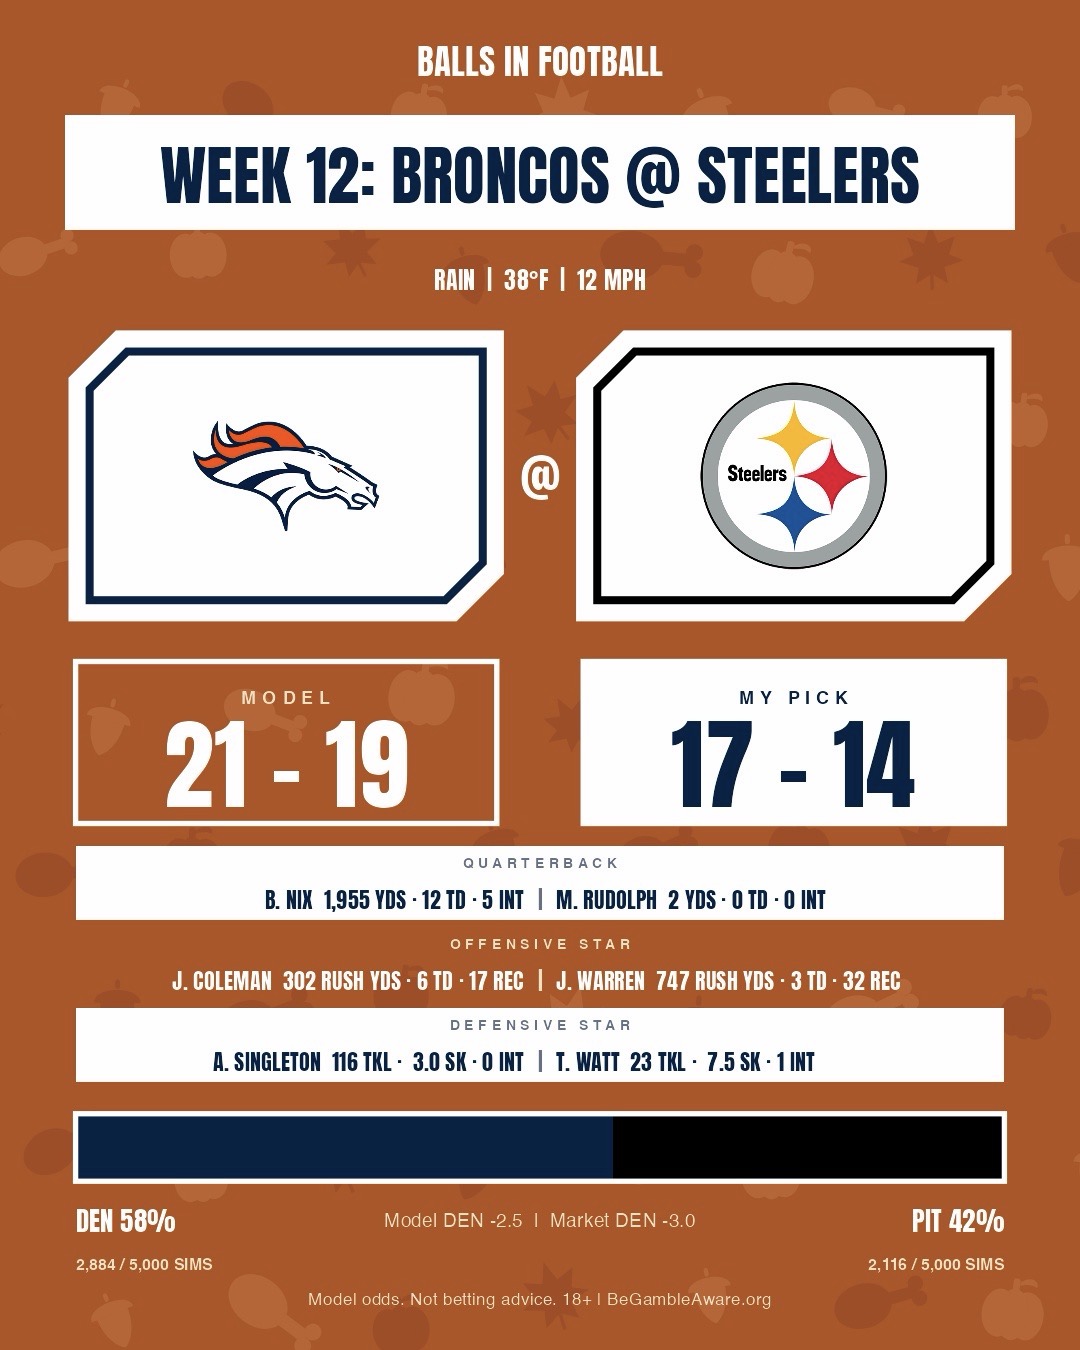 BALLS IN FOOTBALL
WEEK 12: BRONCOS @ STEELERS
RAIN | 38°F | 12 MPH
@
Steelers
MODEL
21 - 19
MY PICK
17 - 14
QUARTERBACK
B. NIX 1,955 YDS · 12 TD · 5 INT | M. RUDOLPH 2 YDS · 0 TD · 0 INT
OFFENSIVE STAR
J. COLEMAN 302 RUSH YDS · 6 TD · 17 REC | J. WARREN 747 RUSH YDS · 3 TD · 32 REC
DEFENSIVE STAR
A. SINGLETON 116 TKL · 3.0 SK · 0 INT | T. WATT 23 TKL · 7.5 SK · 1 INT
DEN 58%
Model DEN -2.5 | Market DEN -3.0
PIT 42%
2,884 / 5,000 SIMS
2,116 / 5,000 SIMS
Model odds. Not betting advice. 18+ | BeGambleAware.org